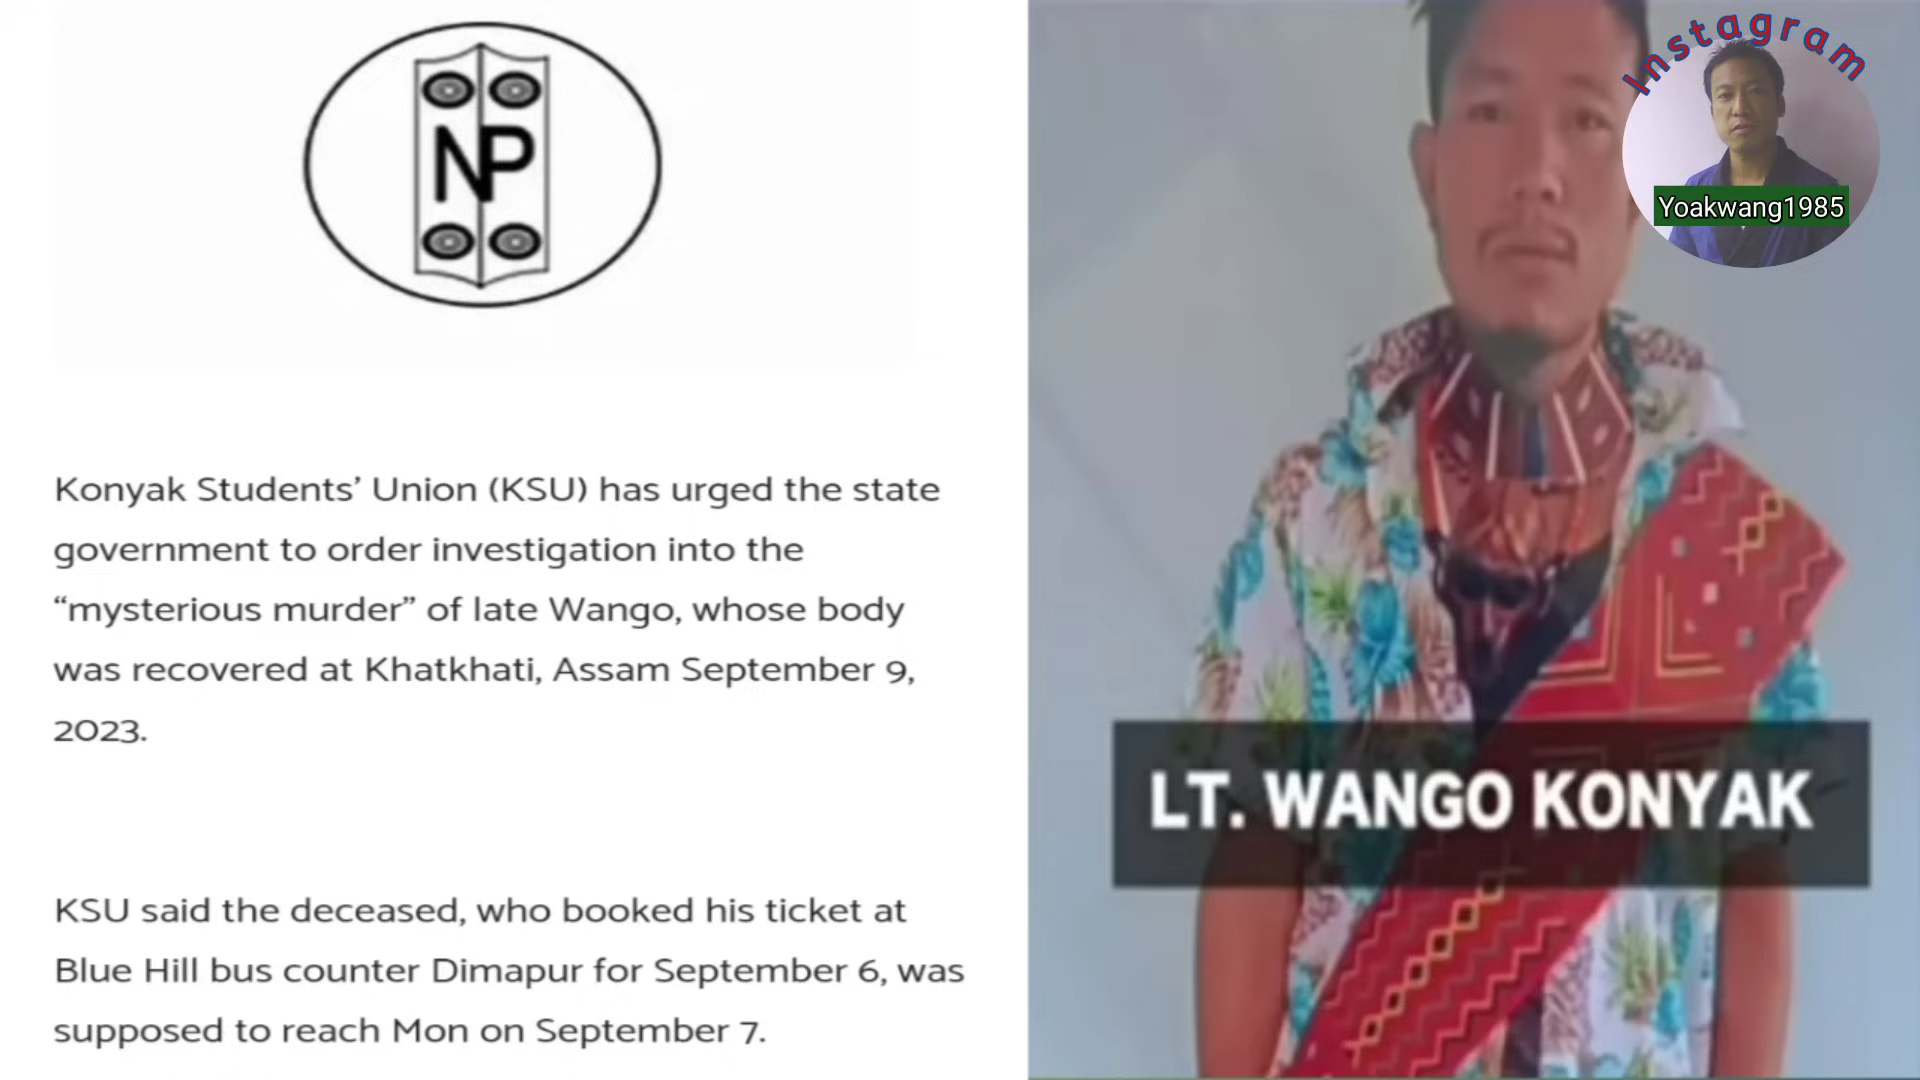 NP
Konyak Students’ Union (KSU) has urged the state
government to order investigation into the
“mysterious murder” of late Wango, whose body
was recovered at Khatkhati, Assam September 9,
2023.
KSU said the deceased, who booked his ticket at
Blue Hill bus counter Dimapur for September 6, was
supposed to reach Mon on September 7.
Instagram
Yoakwang1985
LT. WANGO KONYAK